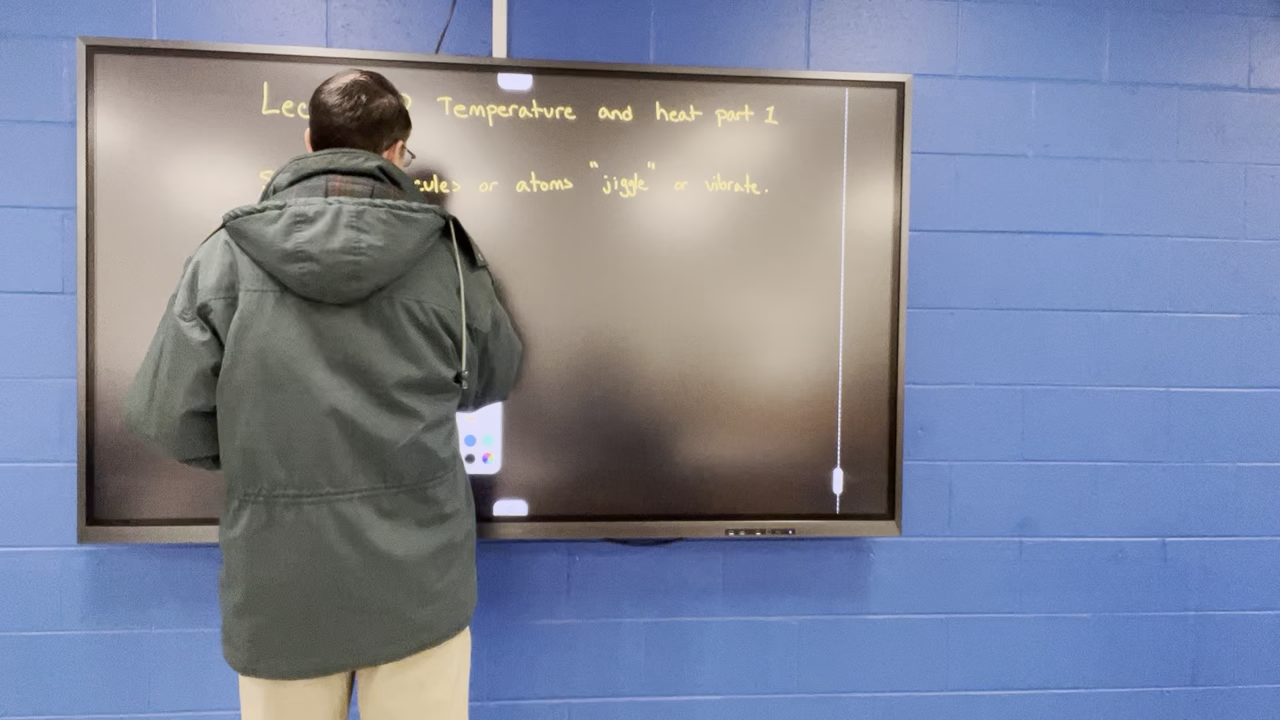 Temperature and heat part 1
or atoms "jiggle" or vibrate.